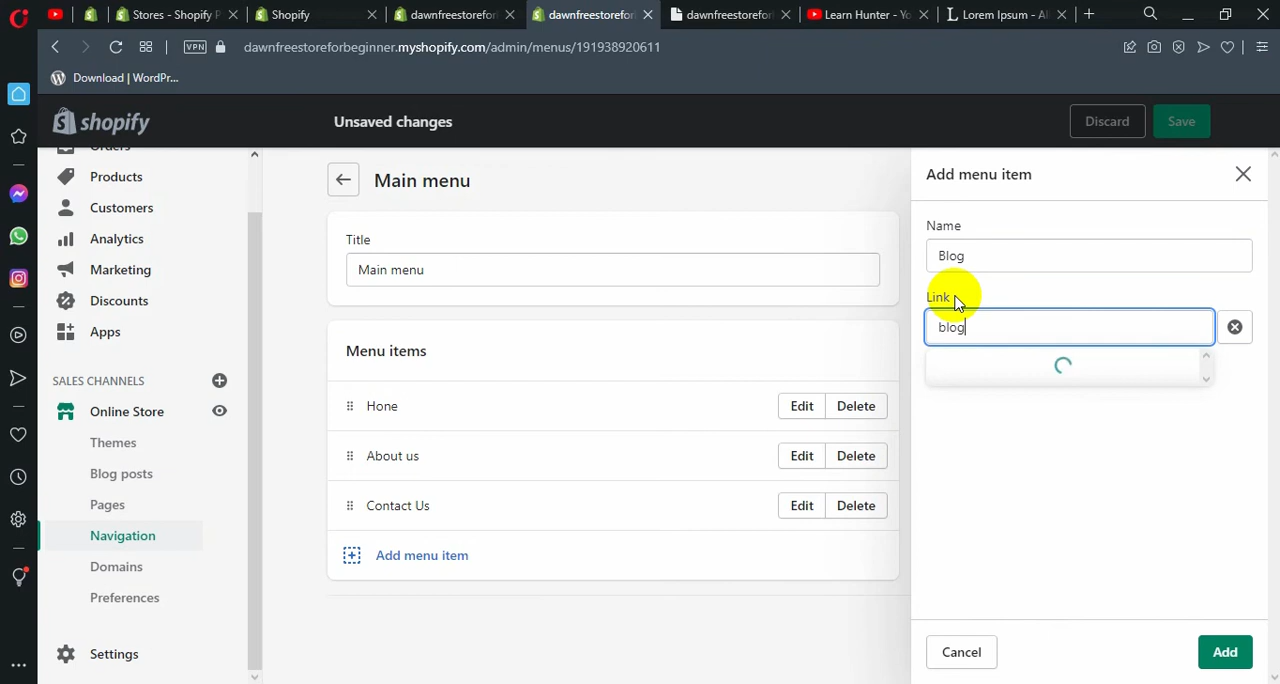 Stores - Shopify P
Shopify
dawnfreestorefor
dawnfreestorefor
dawnfreestorefor
Learn Hunter - Yo
Lorem Ipsum - Al
VPN
dawnfreestoreforbeginner.myshopify.com/admin/menus/191938920611
Download | WordPr...
shopify
Unsaved changes
Discard
Save
Orders
Products
Customers
Analytics
Marketing
Discounts
Apps
SALES CHANNELS
Online Store
Themes
Blog posts
Pages
Navigation
Domains
Preferences
Settings
Main menu
Title
Main menu
Menu items
Hone
Edit
Delete
About us
Edit
Delete
Contact Us
Edit
Delete
Add menu item
Add menu item
Name
Blog
Link
blog
Cancel
Add